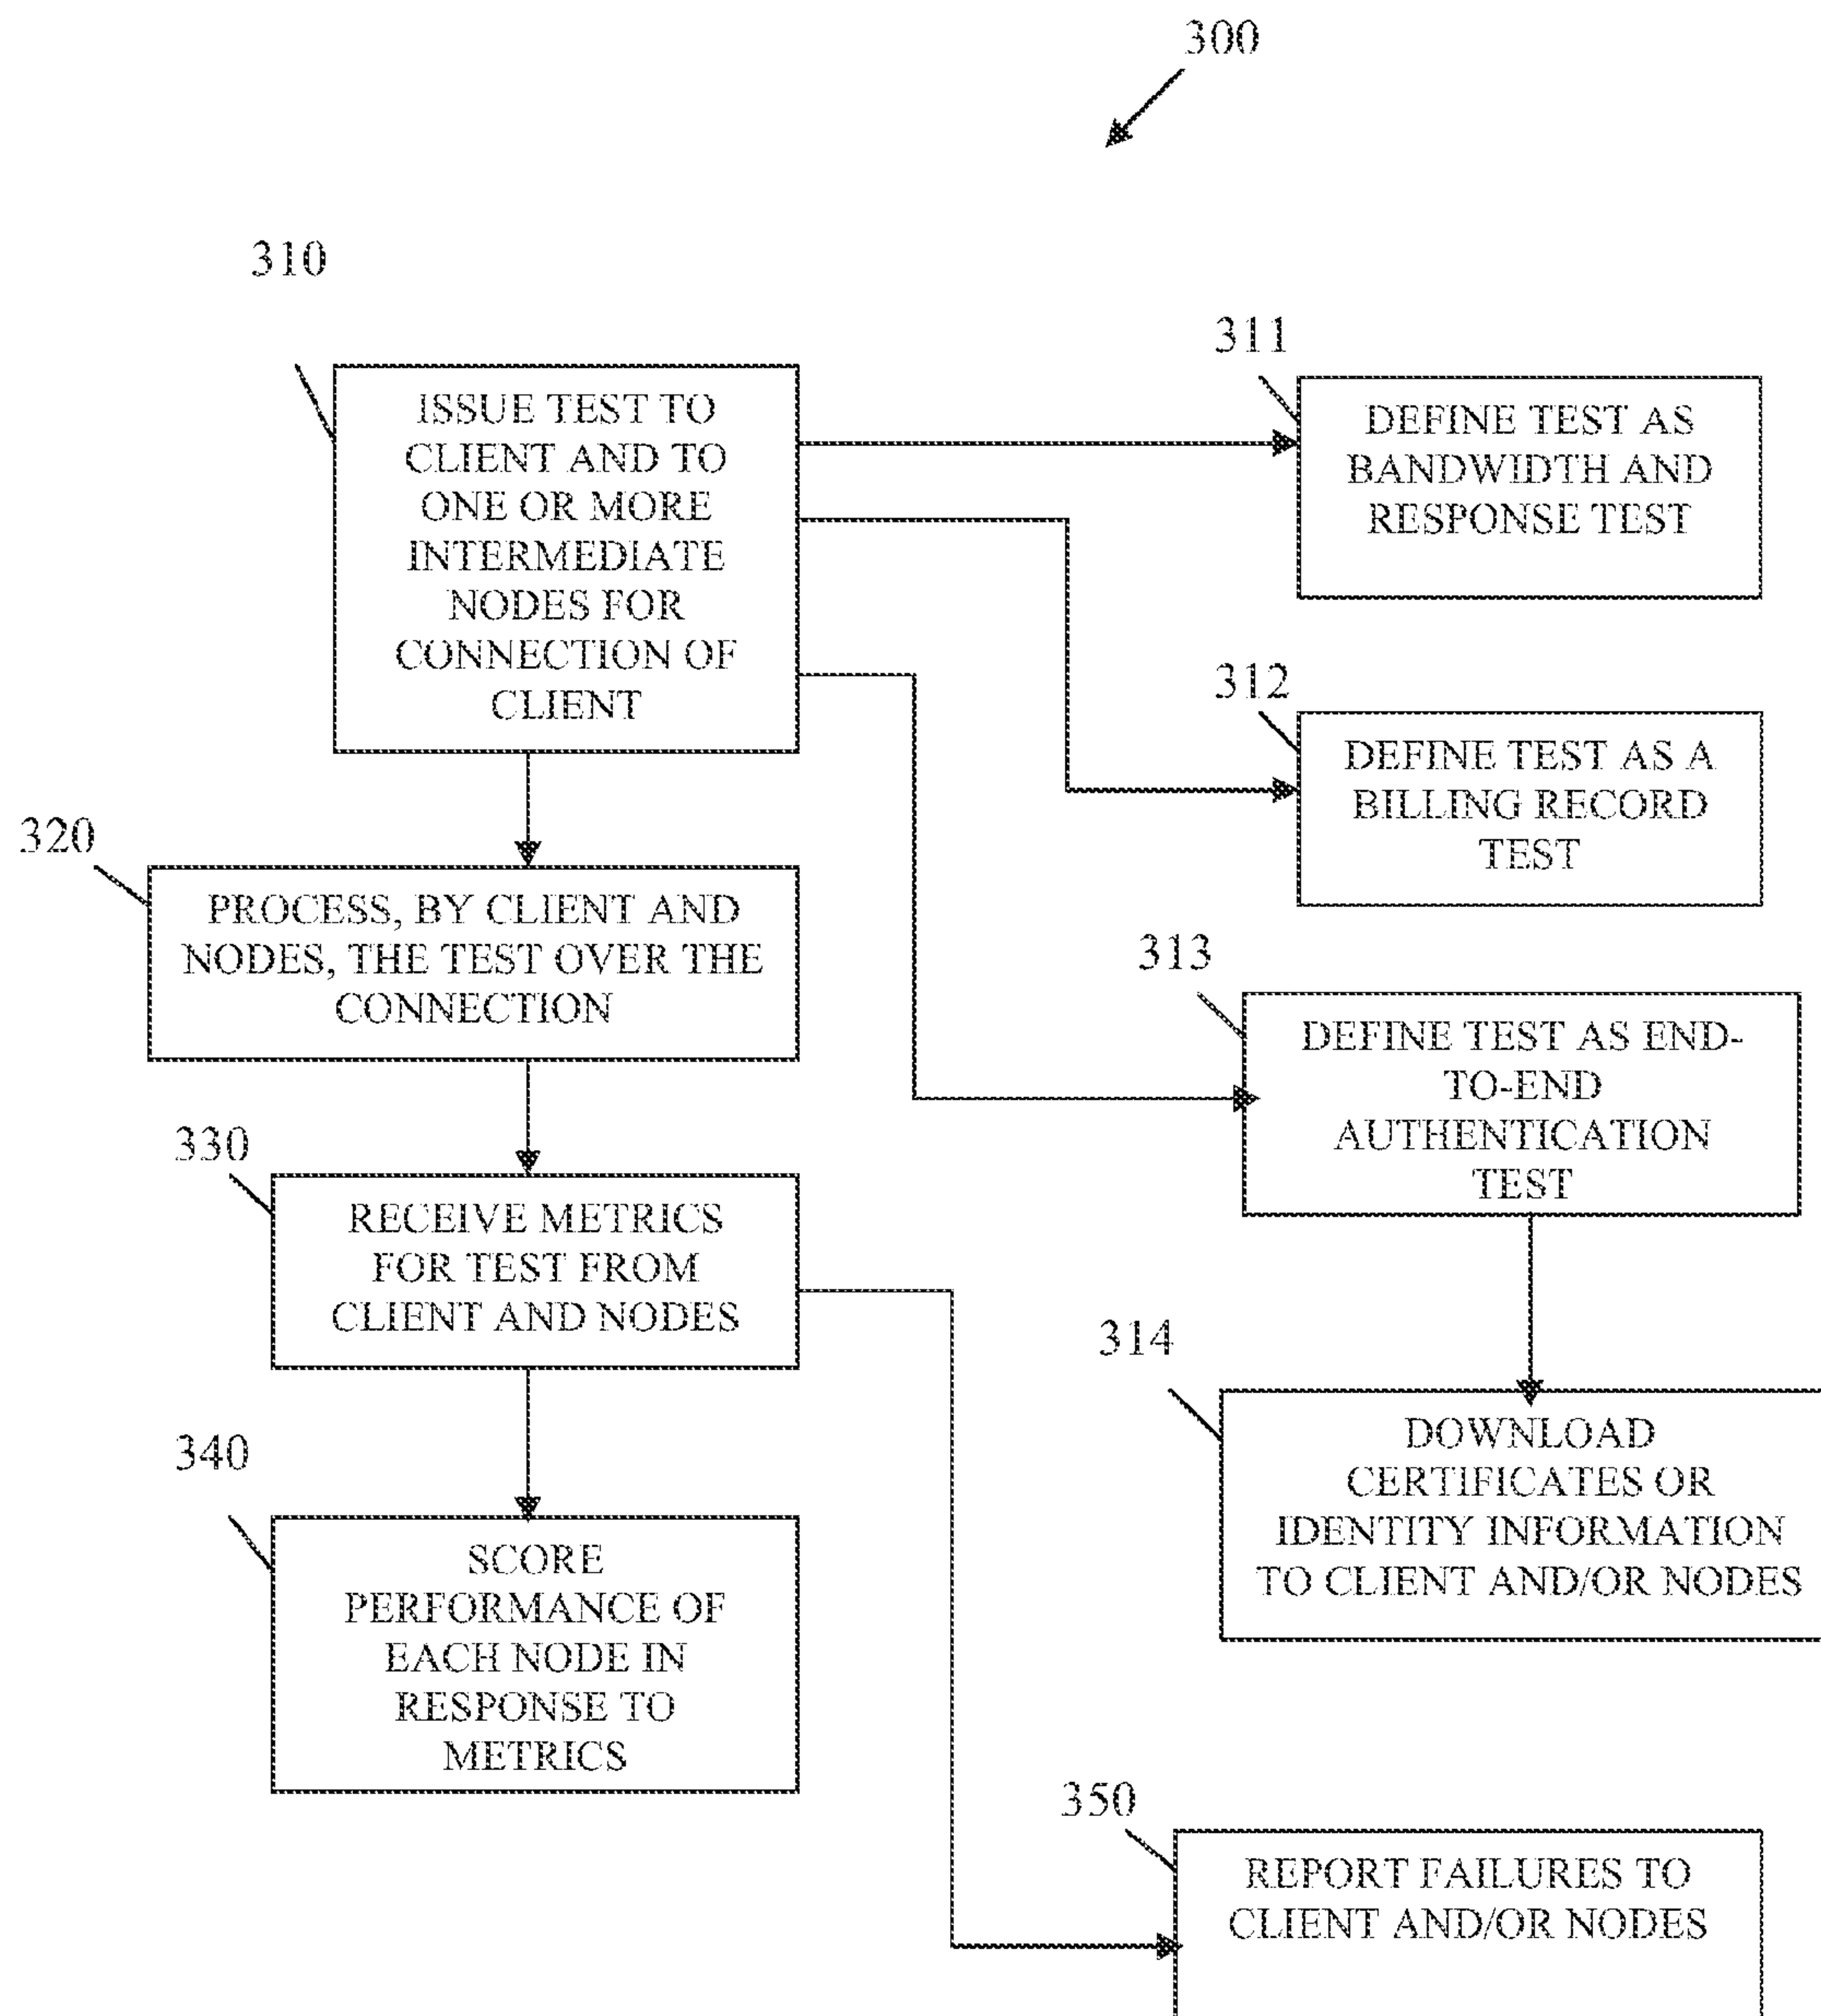 300
310
ISSUE TEST TO
CLIENT AND TO
ONE OR MORE
INTERMEDIATE
NODES FOR
CONNECTION OF
CLIENT
311
DEFINE TEST AS
BANDWIDTH AND
RESPONSE TEST
312
DEFINE TEST AS A
BILLING RECORD
TEST
320
PROCESS, BY CLIENT AND
NODES, THE TEST OVER THE
CONNECTION
313
DEFINE TEST AS END-
TO-END
AUTHENTICATION
TEST
330
RECEIVE METRICS
FOR TEST FROM
CLIENT AND NODES
314
DOWNLOAD
CERTIFICATES OR
IDENTITY INFORMATION
TO CLIENT AND/OR NODES
340
SCORE
PERFORMANCE OF
EACH NODE IN
RESPONSE TO
METRICS
350
REPORT FAILURES TO
CLIENT AND/OR NODES